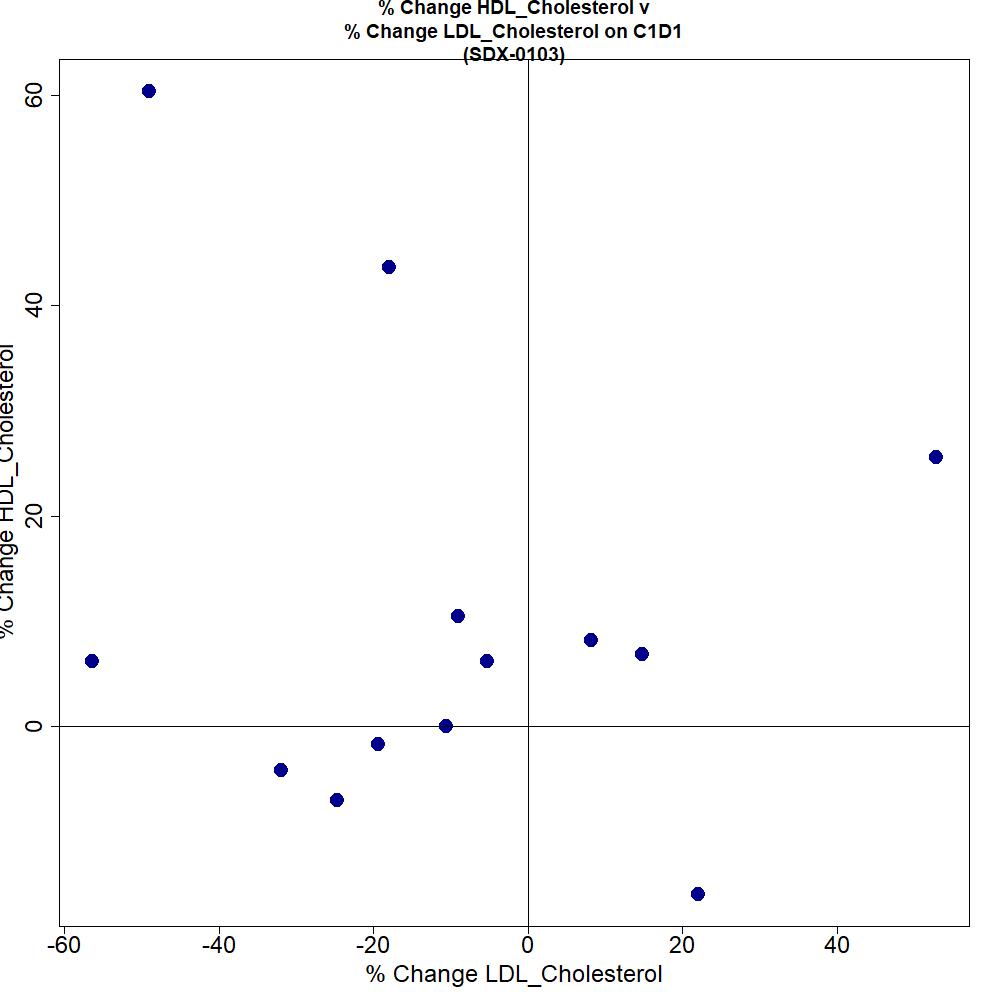 % Change HDL_Cholesterol v
% Change LDL_Cholesterol on C1D1
(SDX-0103)
% Change HDL_Cholesterol
60
40
20
0
-60
-40
-20
0
20
40
% Change LDL_Cholesterol